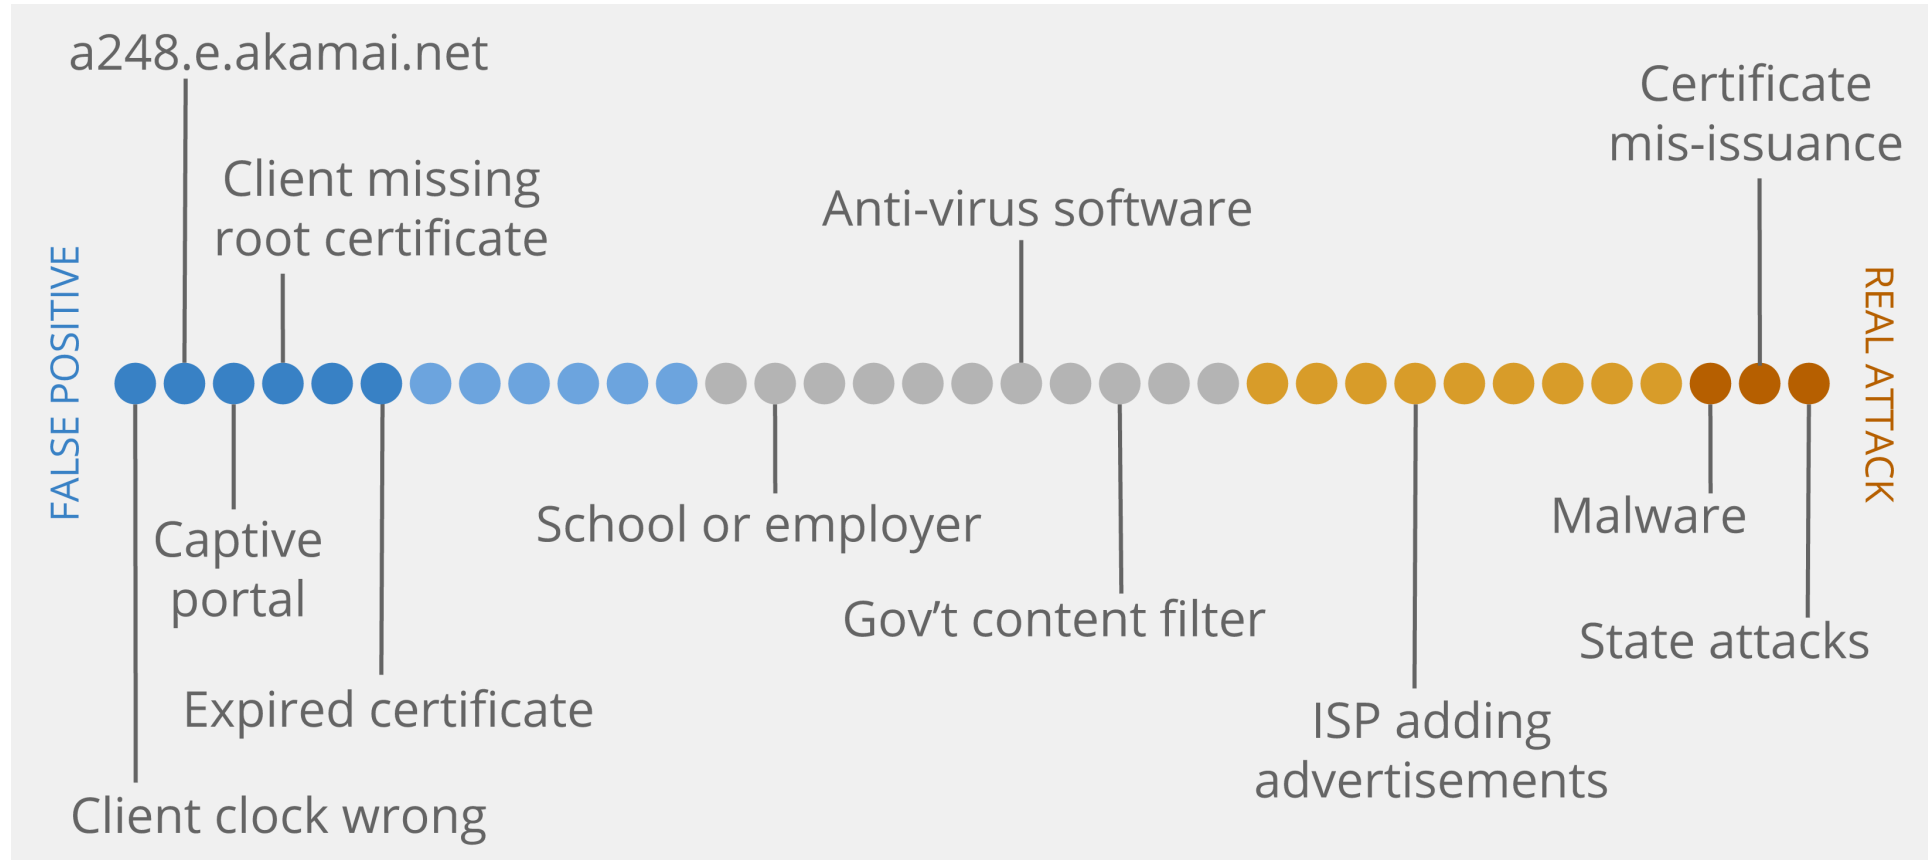 a248.e.akamai.net
Client missing
root certificate
Anti-virus software
Certificate
mis-issuance
FALSE POSITIVE
REAL ATTACK
Captive
portal
Expired certificate
Client clock wrong
School or employer
Gov’t content filter
ISP adding
advertisements
Malware
State attacks